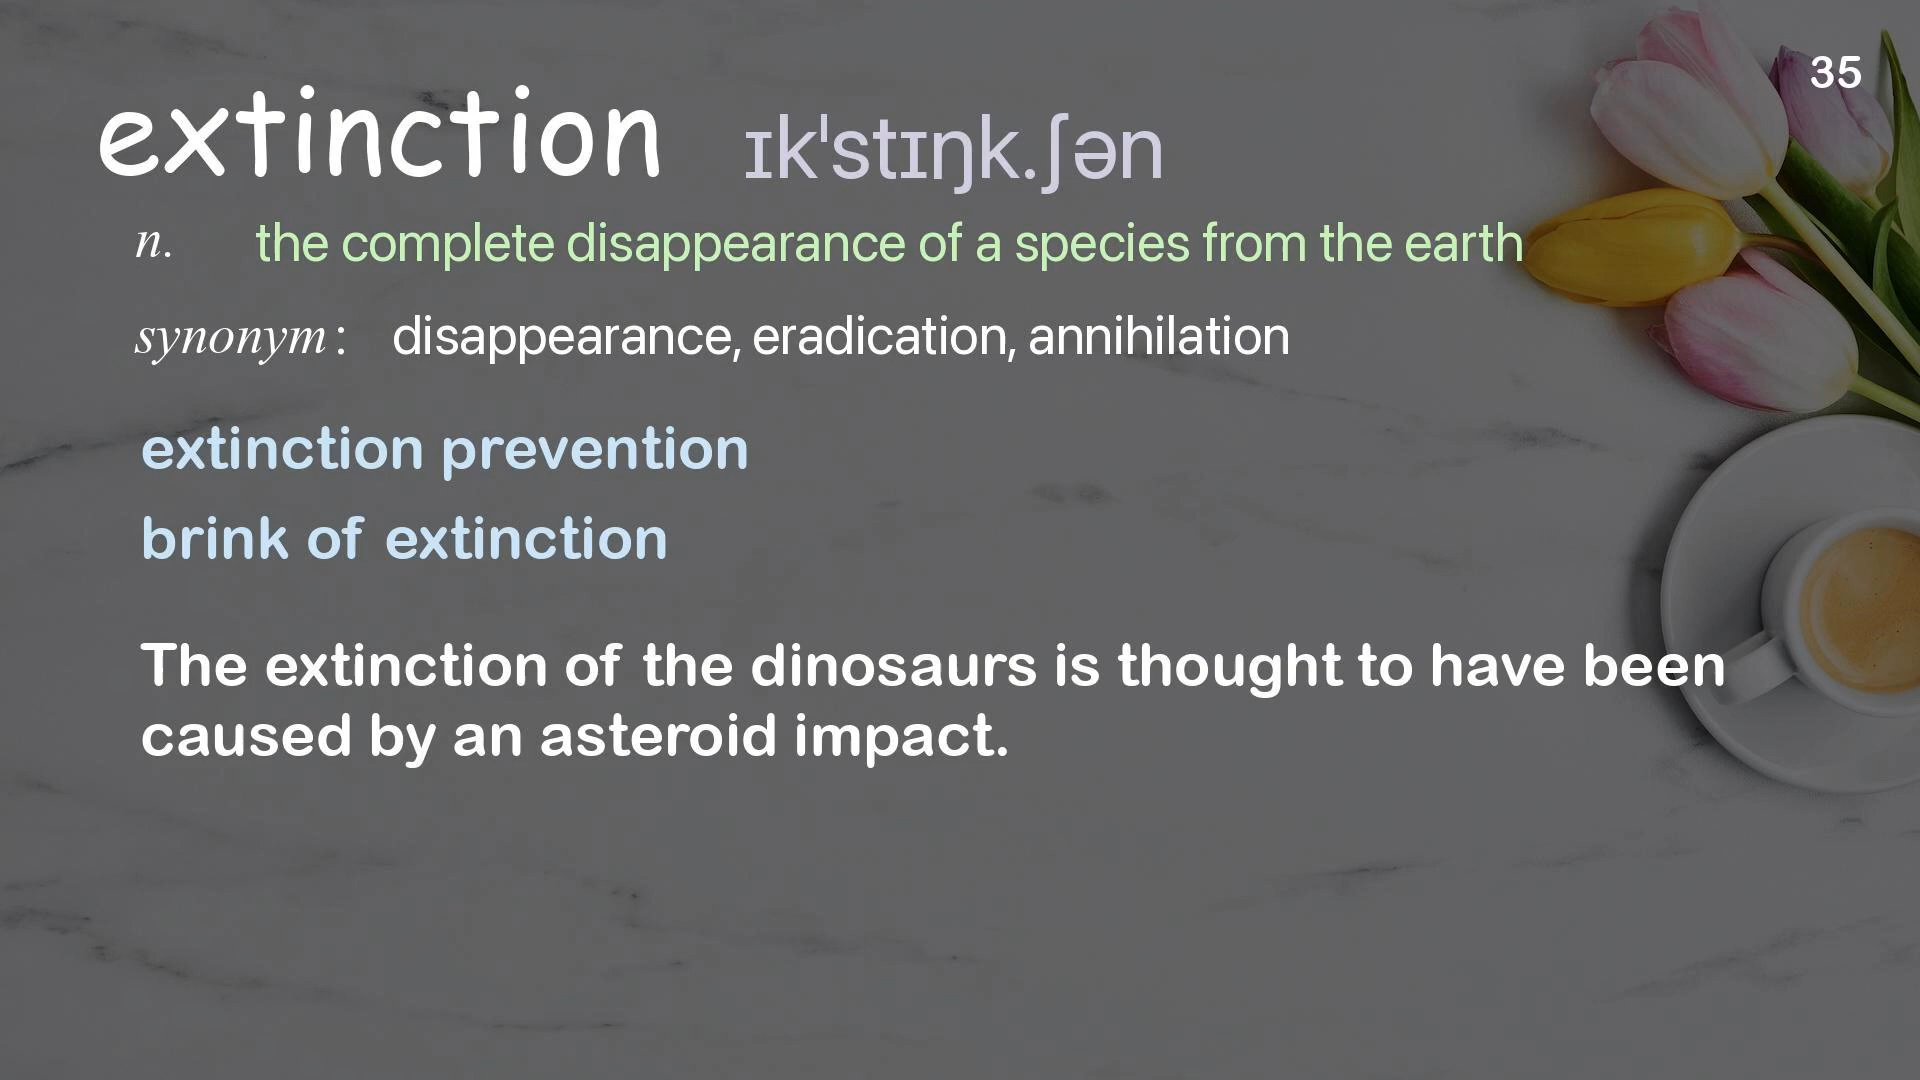 35
extinction ɪkˈstɪŋk.ʃən
n. the complete disappearance of a species from the earth
synonym: disappearance, eradication, annihilation
extinction prevention
brink of extinction
The extinction of the dinosaurs is thought to have been
caused by an asteroid impact.